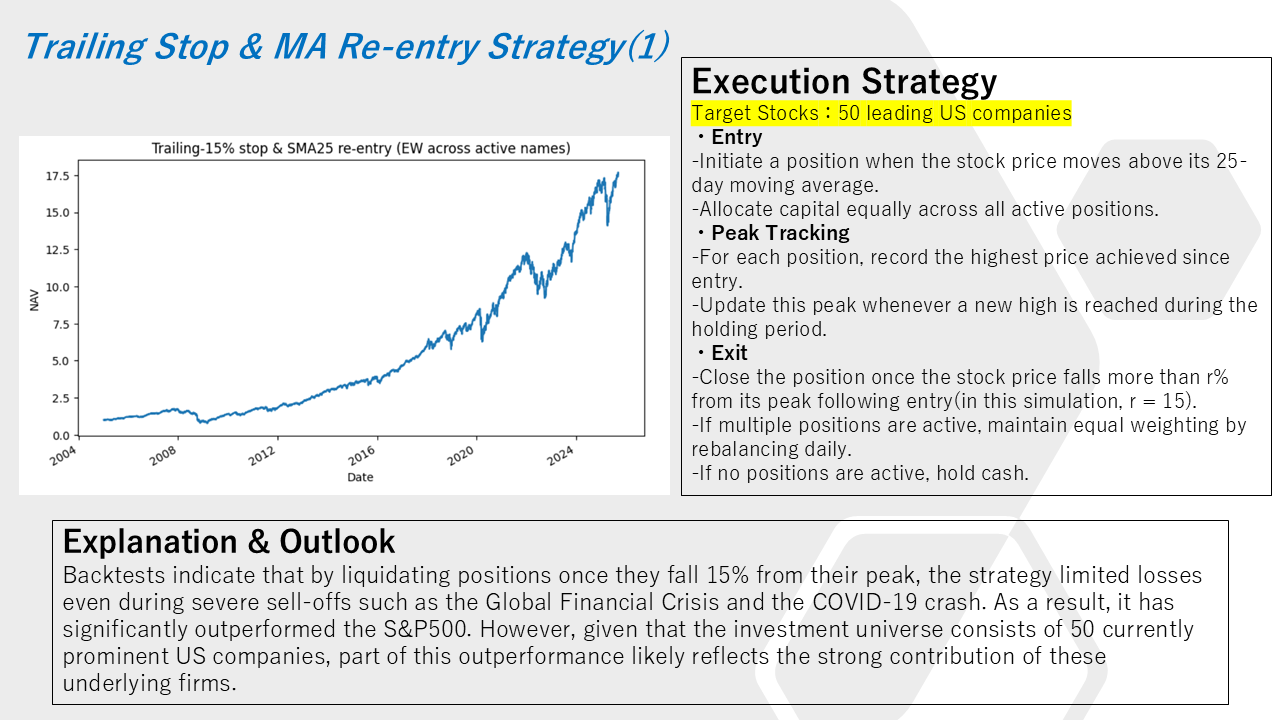 Trailing Stop & MA Re-entry Strategy(1)
Trailing-15% stop & SMA25 re-entry (EW across active names)
17.5
15.0
12.5
10.0
7.5
5.0
2.5
0.0
NAV
2004
2008
2012
2016
2020
2024
Date
Execution Strategy
Target Stocks：50 leading US companies
・Entry
-Initiate a position when the stock price moves above its 25-
day moving average.
-Allocate capital equally across all active positions.
・Peak Tracking
-For each position, record the highest price achieved since
entry.
-Update this peak whenever a new high is reached during the
holding period.
・Exit
-Close the position once the stock price falls more than r%
from its peak following entry(in this simulation, r = 15).
-If multiple positions are active, maintain equal weighting by
rebalancing daily.
-If no positions are active, hold cash.
Explanation & Outlook
Backtests indicate that by liquidating positions once they fall 15% from their peak, the strategy limited losses
even during severe sell-offs such as the Global Financial Crisis and the COVID-19 crash. As a result, it has
significantly outperformed the S&P500. However, given that the investment universe consists of 50 currently
prominent US companies, part of this outperformance likely reflects the strong contribution of these
underlying firms.